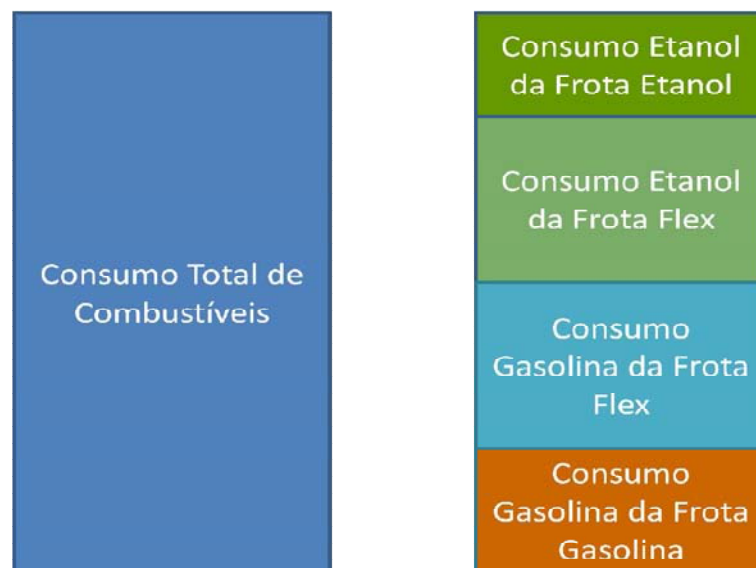 Consumo Total de
Combustíveis
Consumo Etanol
da Frota Etanol
Consumo Etanol
da Frota Flex
Consumo
Gasolina da Frota
Flex
Consumo
Gasolina da Frota
Gasolina